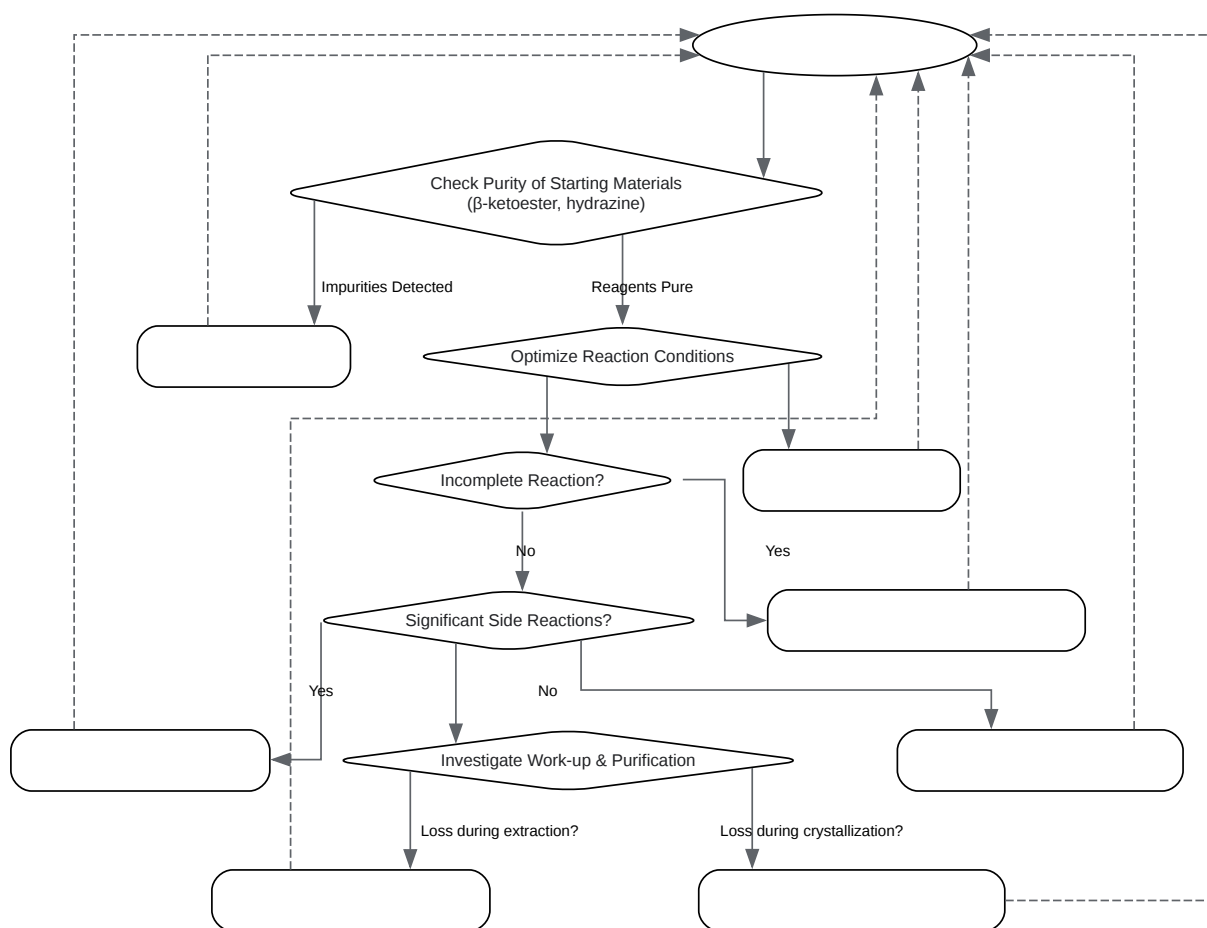 Check Purity of Starting Materials
(β-ketoester, hydrazine)
Impurities Detected
Reagents Pure
Optimize Reaction Conditions
Incomplete Reaction?
No
Yes
Significant Side Reactions?
Yes
No
Investigate Work-up & Purification
Loss during extraction?
Loss during crystallization?